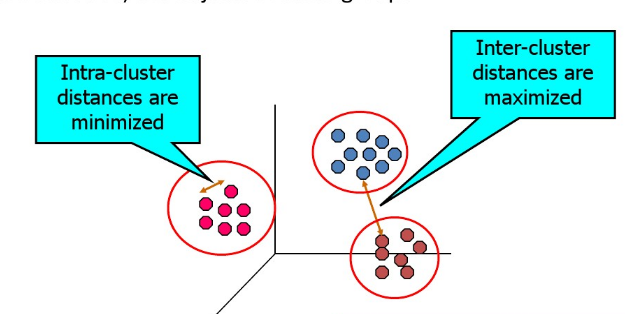 Intra-cluster
distances are
minimized
Inter-cluster
distances are
maximized